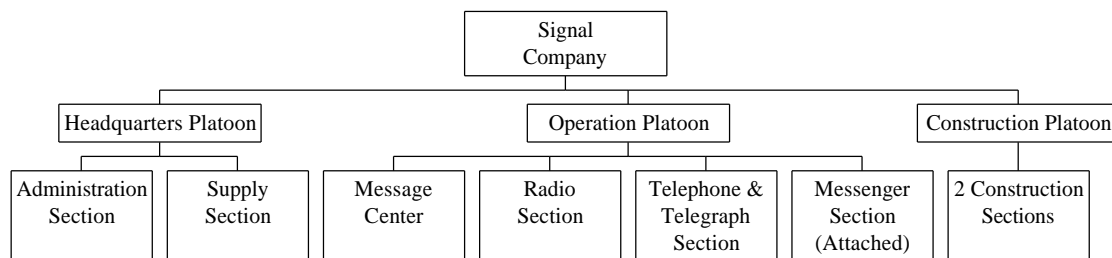 Signal
Company
Headquarters Platoon
Operation Platoon
Construction Platoon
Administration
Section
Supply
Section
Message
Center
Radio
Section
Telephone &
Telegraph
Section
Messenger
Section
(Attached)
2 Construction
Sections